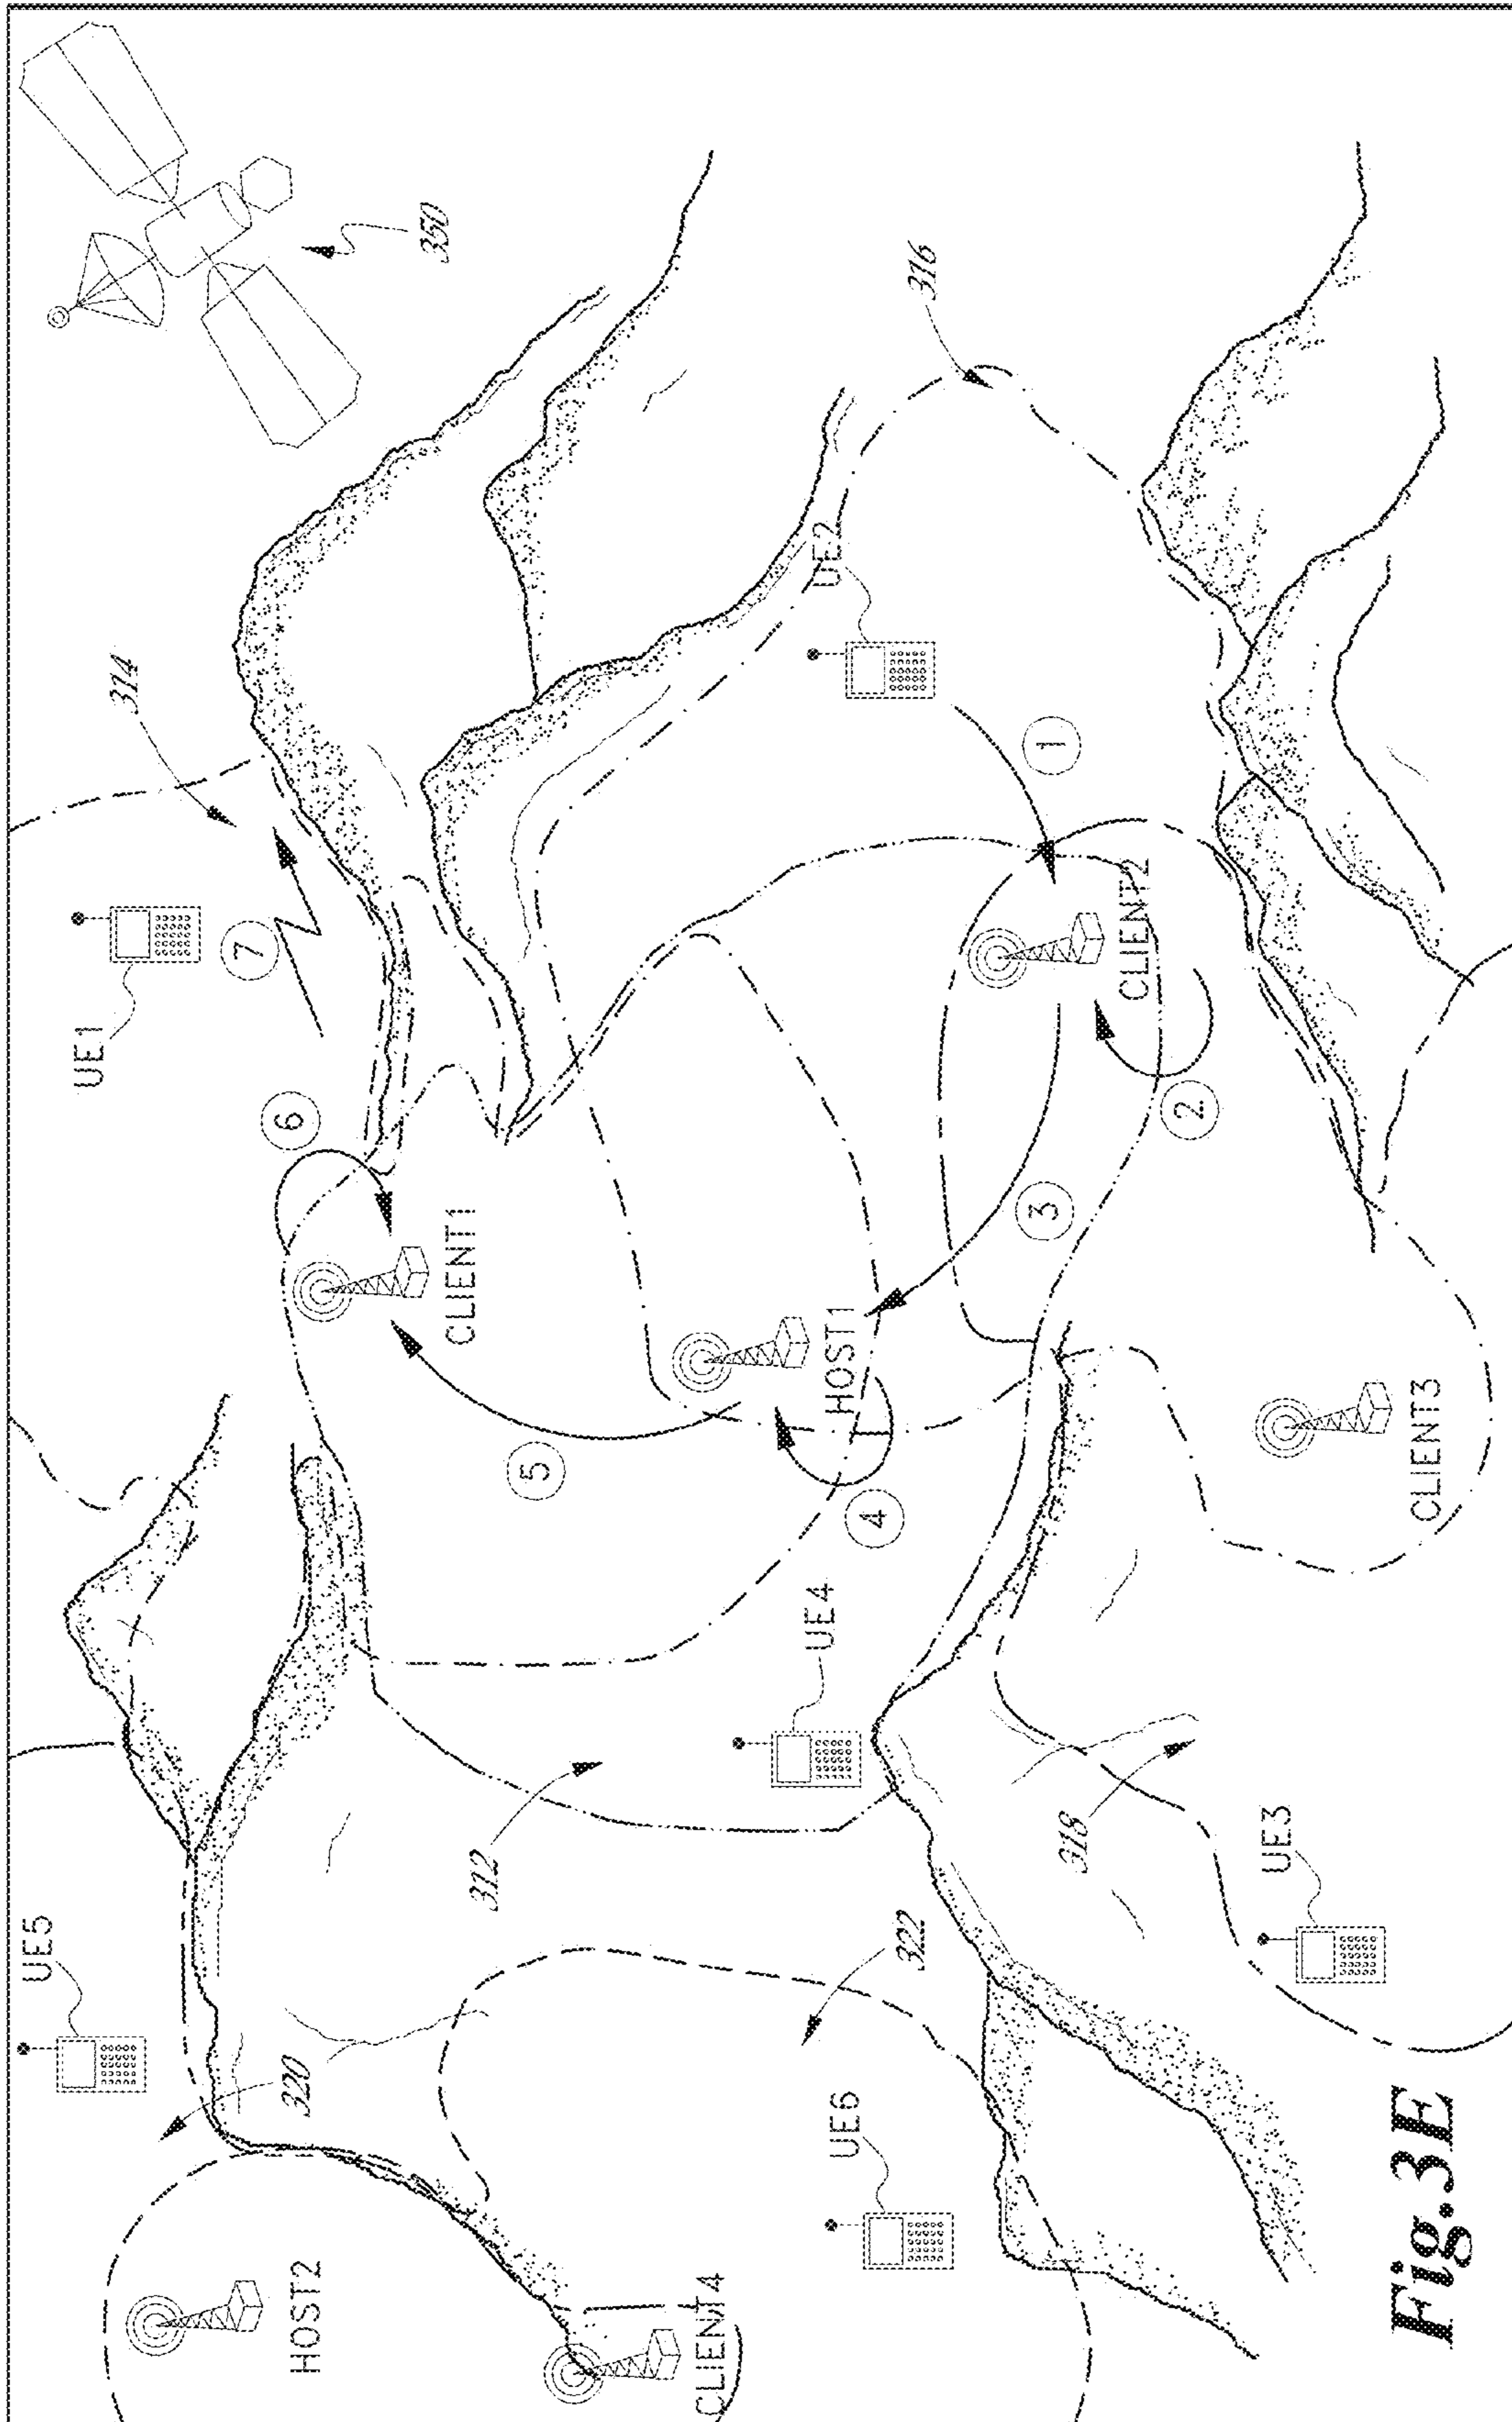 HOST2
320
UE5
UE1
314
350
CLIENT4
312
5
CLIENT1
6
7
UE6
322
UE4
4
HOST1
3
UE2
316
318
2
CLIENT2
1
UE3
CLIENT3
Fig.3E